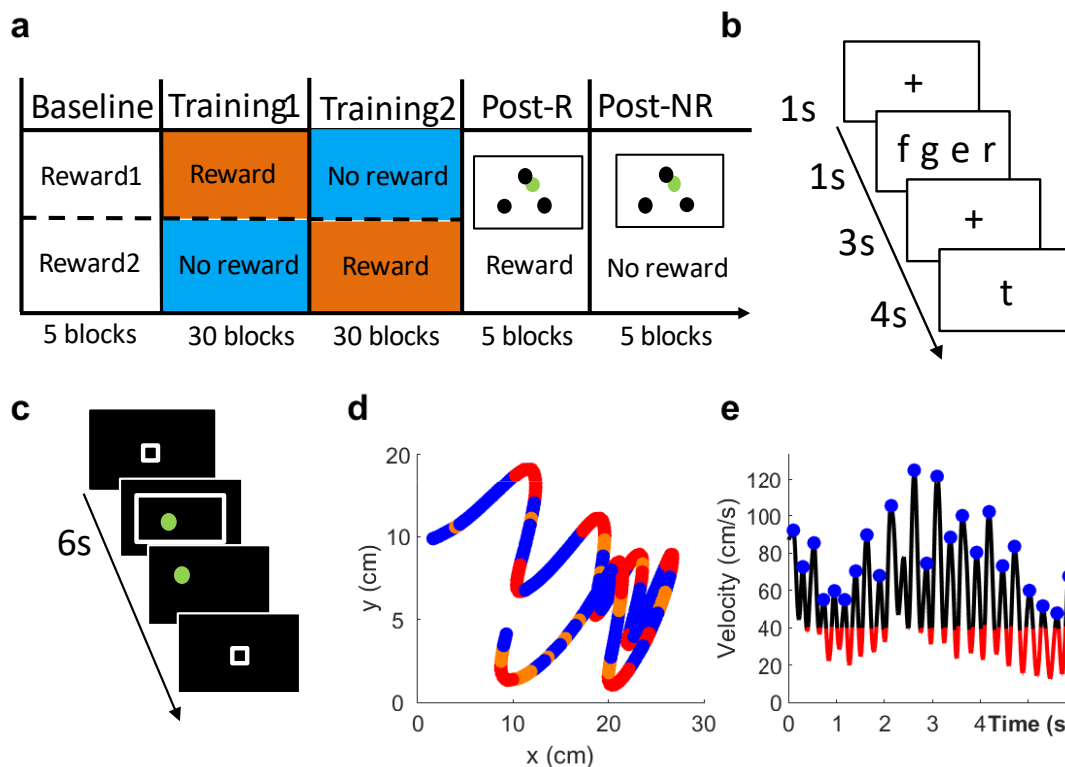 a
Baseline Training1 Training2 Post-R Post-NR
Reward1 Reward No reward
Reward2 No reward Reward Reward No reward
5 blocks 30 blocks 30 blocks 5 blocks 5 blocks
b
+
1s
f g e r
1s
+
3s
t
4s
c
6s
d
20
10
5
0
y (cm)
0 10 20 30
x (cm)
e
120
100
80
60
40
20
0
Velocity (cm/s)
0 1 2 3 4 Time (s